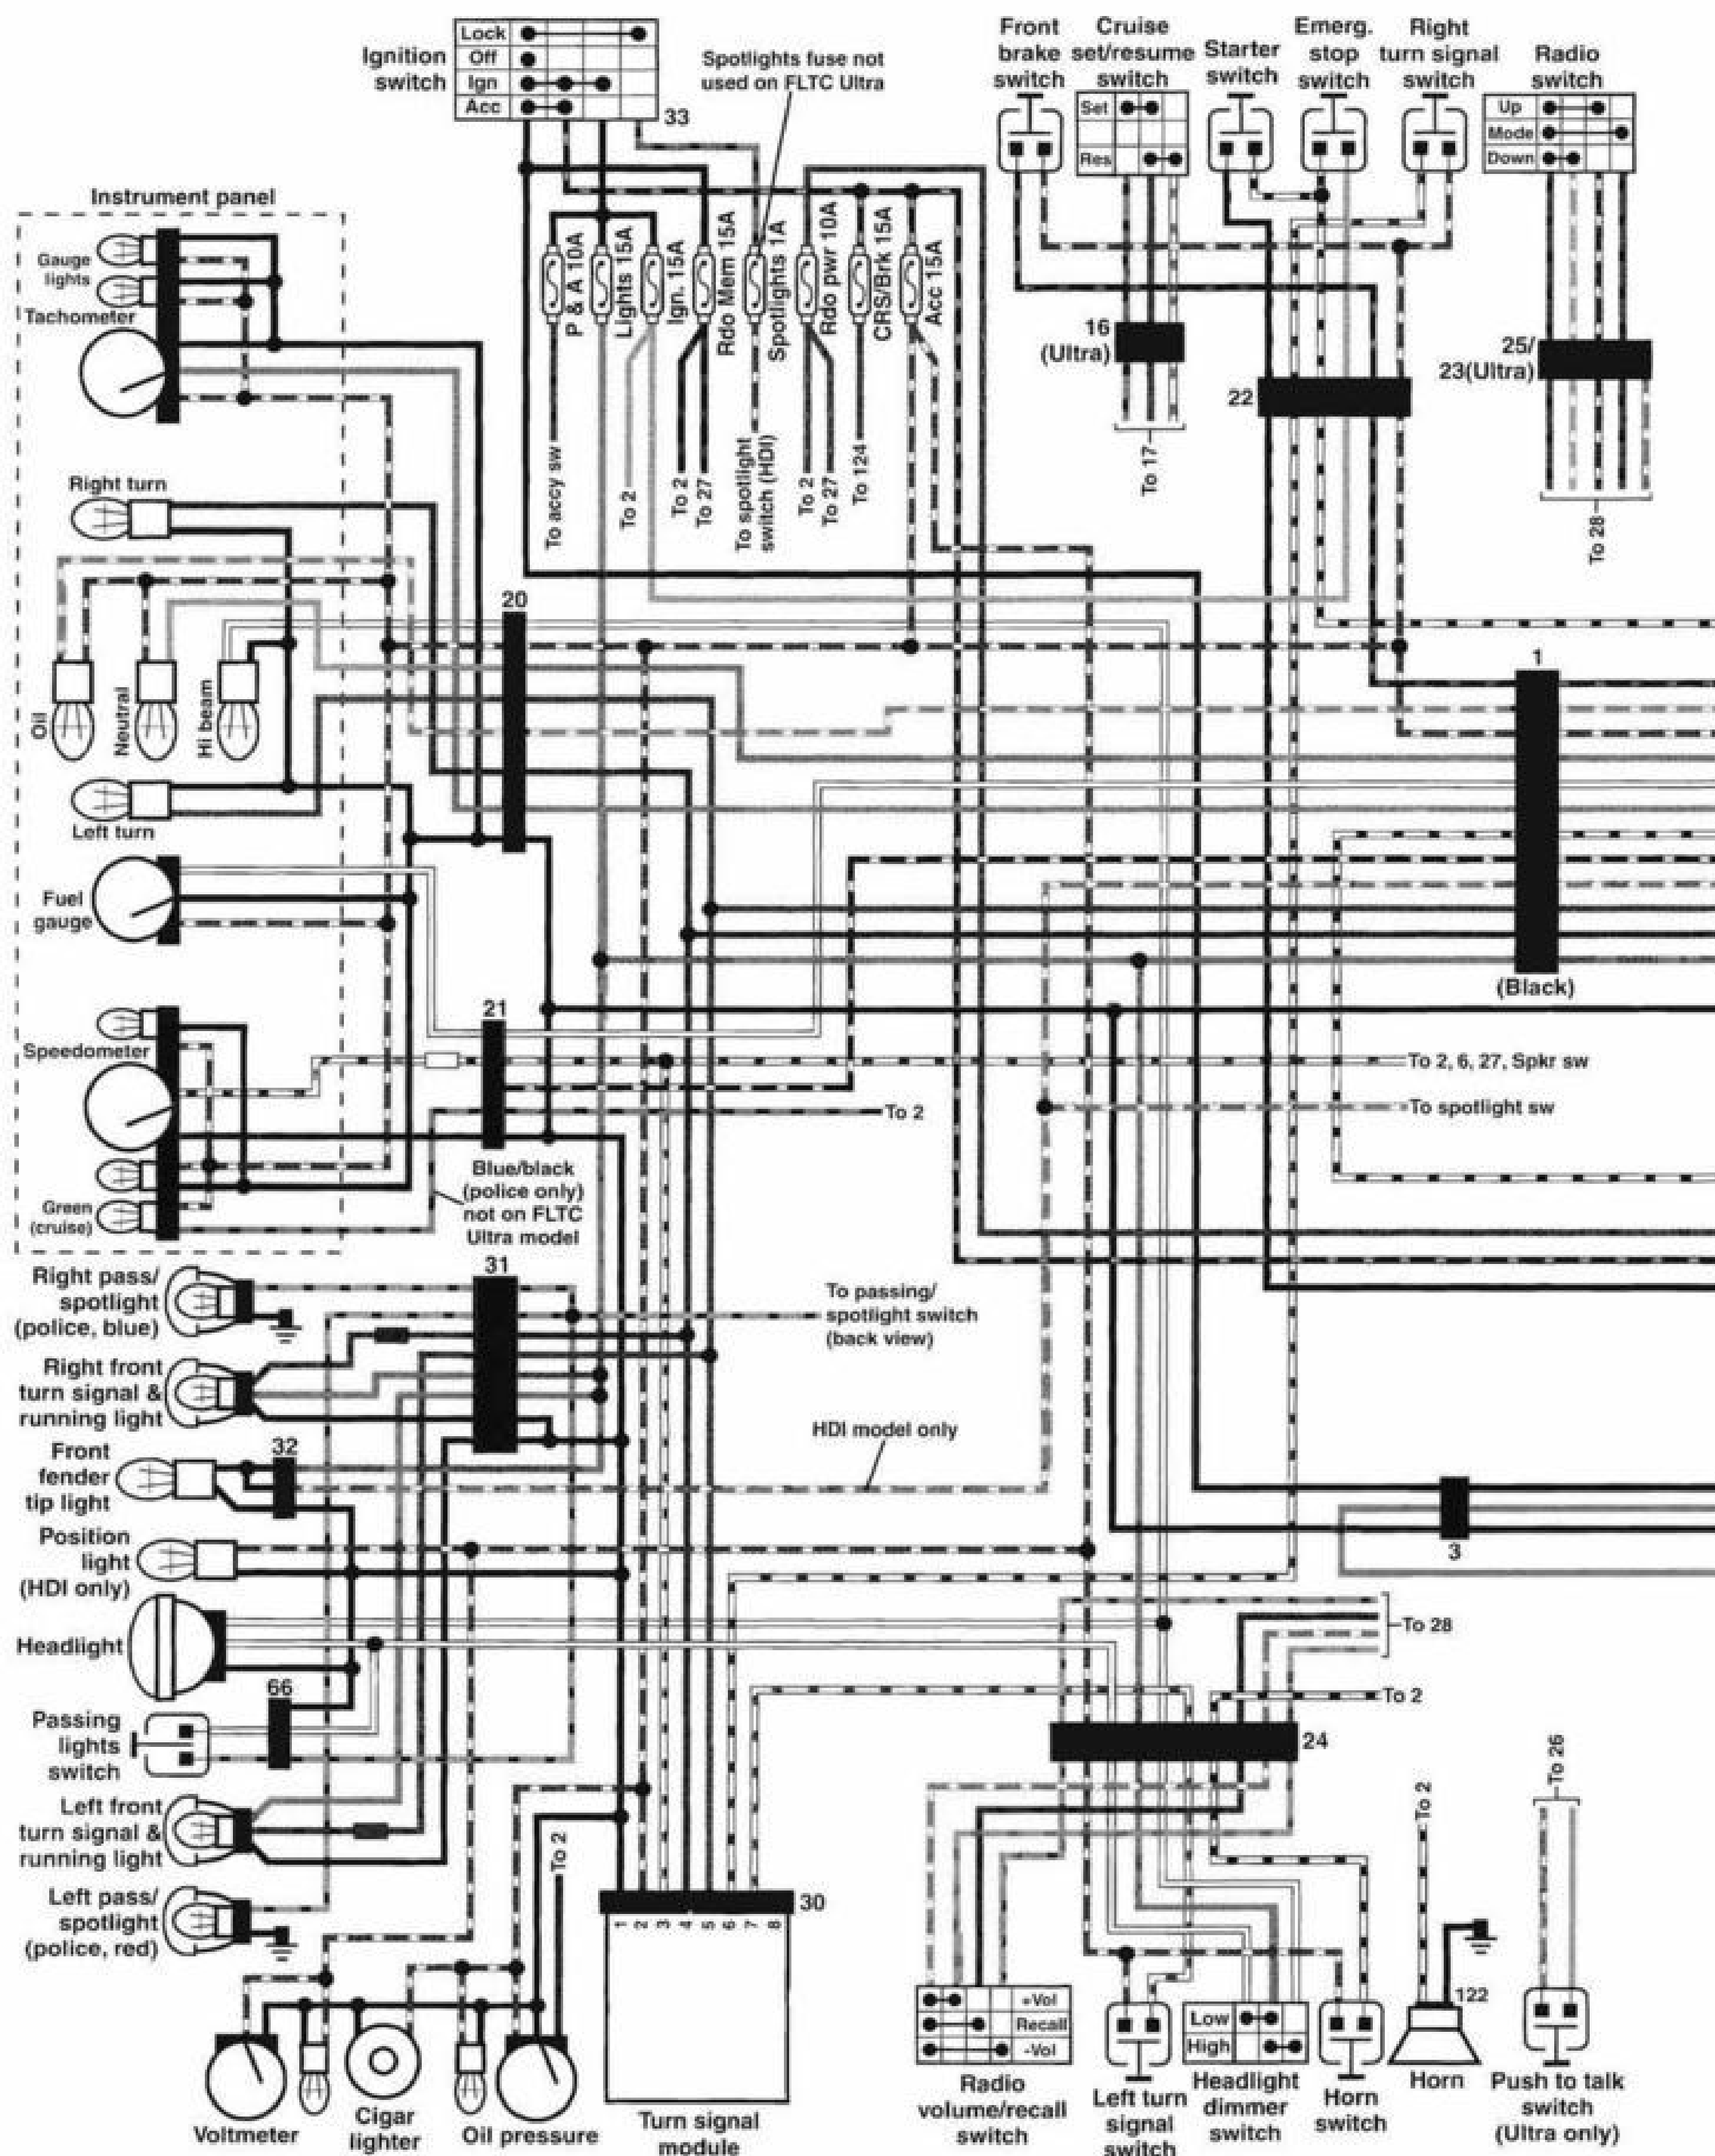 Ignition
switch
Lock
Off
Ign
Acc
33
Spotlights fuse not
used on FLTC Ultra
Front
brake
switch
Cruise
set/resume
switch
Set
Res
Starter
switch
Emerg.
stop
switch
Right
turn signal
switch
Radio
switch
Up
Mode
Down
Instrument panel
Gauge
lights
Tachometer
P & A 10A
Lights 15A
Ign. 15A
Rdo Mem 15A
Spotlights 1A
Rdo pwr 10A
CRS/Brk 15A
Acc 15A
16
(Ultra)
22
25/
23(Ultra)
To accy sw
To 2
To 2
To 27
To spotlight
switch (HDI)
To 2
To 27
To 124
To 17
To 28
Right turn
20
1
Oil
Neutral
Hi beam
Left turn
Fuel
gauge
(Black)
21
Speedometer
To 2, 6, 27, Spkr sw
To 2
To spotlight sw
Blue/black
(police only)
not on FLTC
Ultra model
Green
(cruise)
31
Right pass/
spotlight
(police, blue)
To passing/
spotlight switch
(back view)
Right front
turn signal &
running light
HDI model only
32
Front
fender
tip light
Position
light
(HDI only)
3
Headlight
To 28
66
To 2
Passing
lights
switch
24
Left front
turn signal &
running light
To 2
To 2
To 26
Left pass/
spotlight
(police, red)
30
1 2 3 4 5 6 7 8
+Vol
Recall
-Vol
Low
High
122
Voltmeter
Cigar
lighter
Oil pressure
Turn signal
module
Radio
volume/recall
switch
Left turn
signal
switch
Headlight
dimmer
switch
Horn
switch
Horn
Push to talk
switch
(Ultra only)